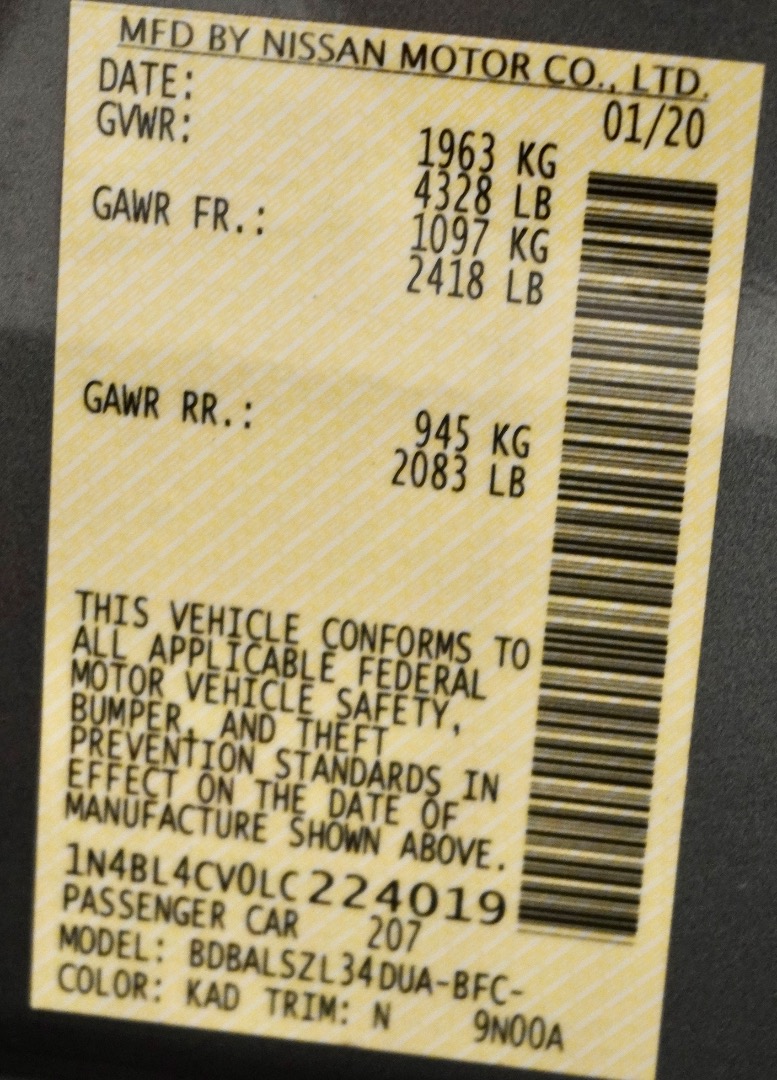 MFD BY NISSAN MOTOR CO., LTD.
DATE: 01/20
GVWR: 1963 KG
4328 LB
GAWR FR.: 1097 KG
2418 LB
GAWR RR.: 945 KG
2083 LB
THIS VEHICLE CONFORMS TO
ALL APPLICABLE FEDERAL
MOTOR VEHICLE SAFETY,
BUMPER, AND THEFT
PREVENTION STANDARDS IN
EFFECT ON THE DATE OF
MANUFACTURE SHOWN ABOVE.
1N4BL4CV0LC224019
PASSENGER CAR 207
MODEL: BDBALSZL34DUA-BFC-
COLOR: KAD TRIM: N 9N00A